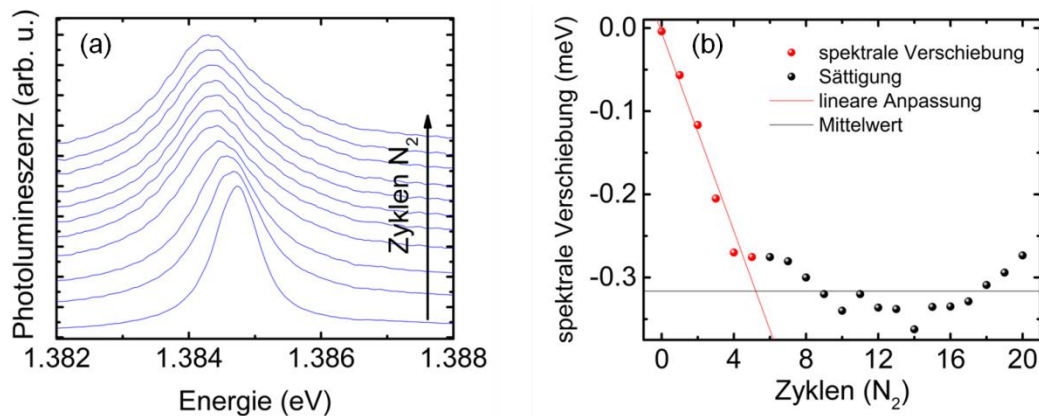 (a)
Photolumineszenz (arb. u.)
Zyklen N₂
1.382 1.384 1.386 1.388
Energie (eV)
(b)
spektrale Verschiebung
Sättigung
lineare Anpassung
Mittelwert
spektrale Verschiebung (meV)
0.0
-0.1
-0.2
-0.3
0 4 8 12 16 20
Zyklen (N₂)